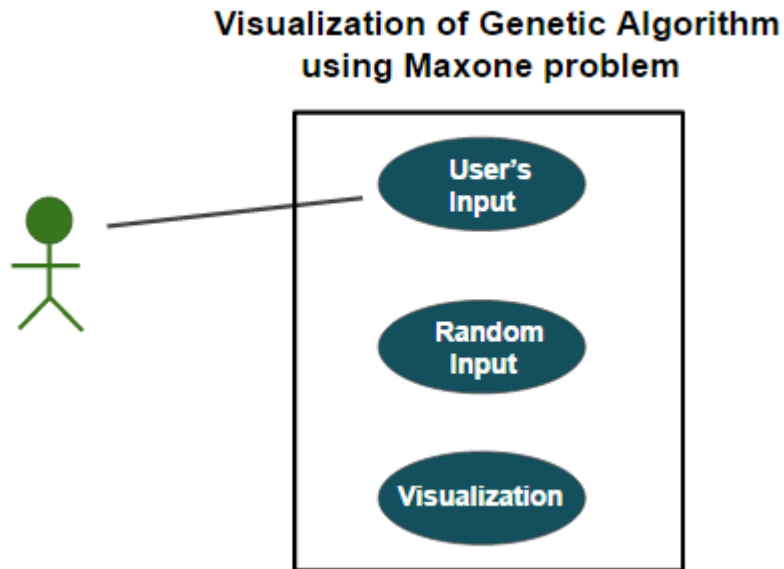 Visualization of Genetic Algorithm
using Maxone problem
User's
Input
Random
Input
Visualization